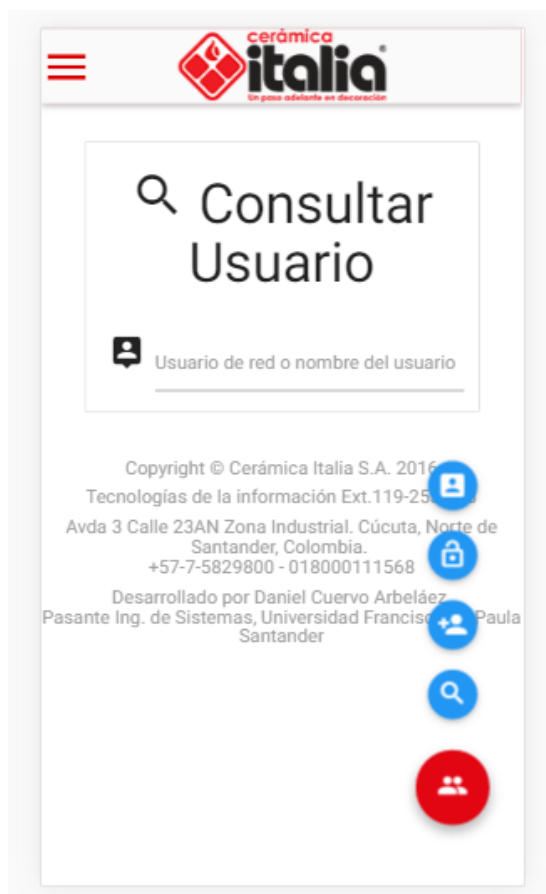 cerámica
italia
Un paso adelante en decoración
Consultar
Usuario
Usuario de red o nombre del usuario
Copyright © Cerámica Italia S.A. 2016
Tecnologías de la información Ext.119-25
Avda 3 Calle 23AN Zona Industrial. Cúcuta, Norte de
Santander, Colombia.
+57-7-5829800 - 018000111568
Desarrollado por Daniel Cuervo Arbeláez
Pasante Ing. de Sistemas, Universidad Paula
Santander